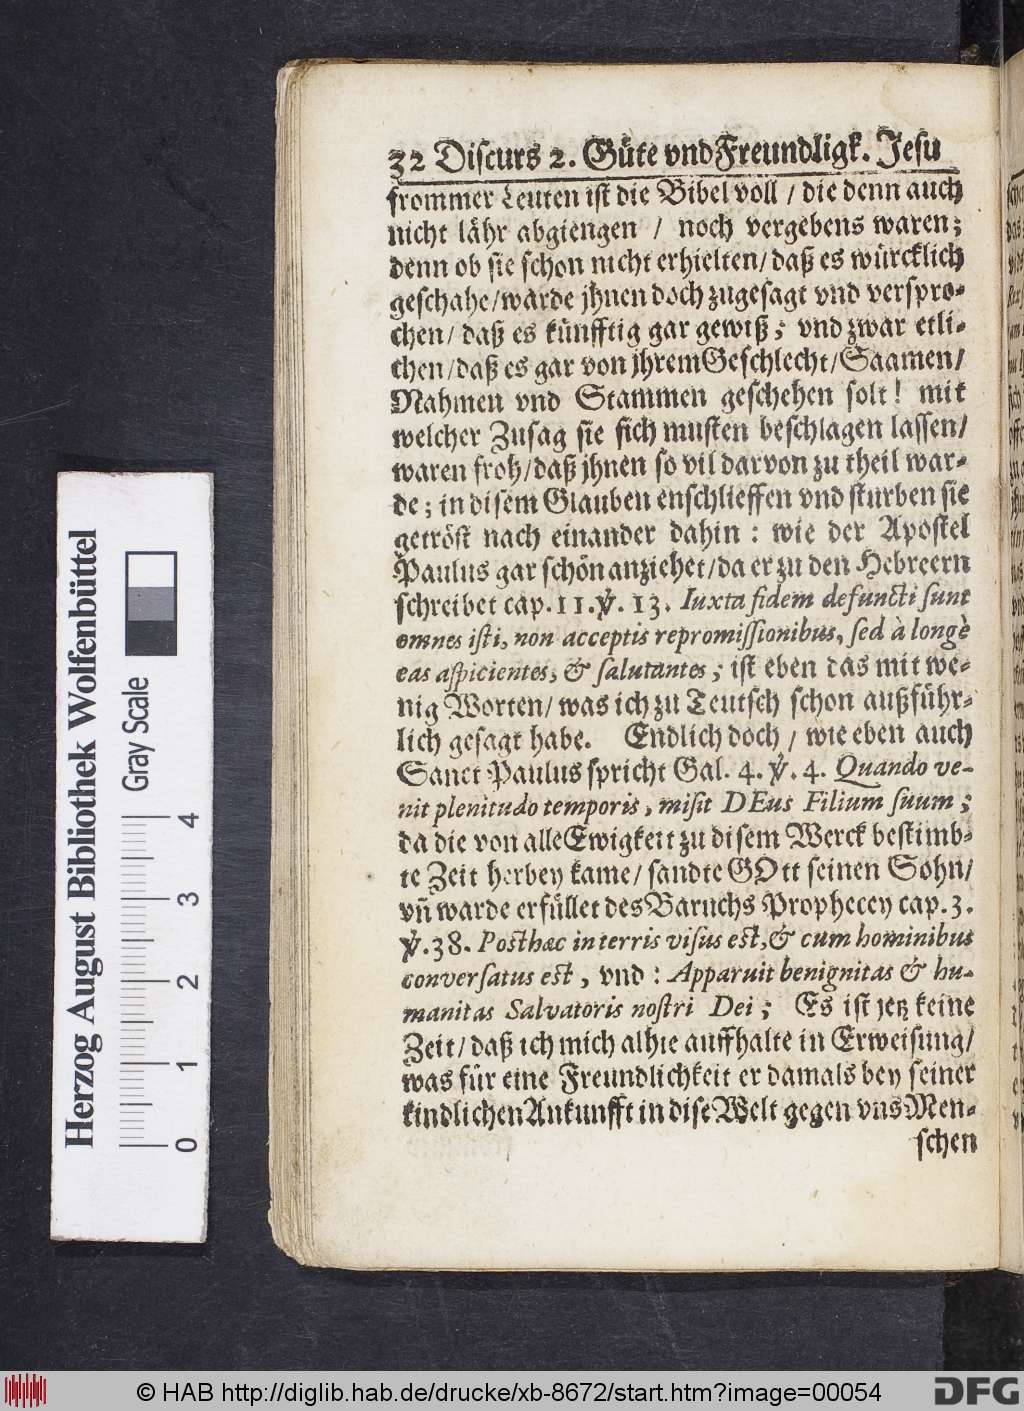 32 Discurs 2. Güte vnd Freundligk. Jesu
frommer Leuten ist die Bibel voll / die denn auch
nicht lähr abgiengen / noch vergebens waren;
denn ob sie schon nicht erhielten / daß es würcklich
geschahe / warde jhnen doch zugesagt vnd verspro-
chen / daß es künfftig gar gewiß; vnd zwar etli-
chen / daß es gar von jhrem Geschlecht / Saamen /
Nahmen vnd Stammen geschehen solt! mit
welcher Zusag sie sich musten beschlagen lassen /
waren froh / daß jhnen so vil darvon zu theil war-
de; in disem Glauben enschlieffen vnd sturben sie
getröst nach einander dahin: wie der Apostel
Paulus gar schön anziehet / da er zu den Hebreern
schreibet cap. 11. ℣. 13. Iuxta fidem defuncti sunt
omnes isti, non acceptis repromissionibus, sed à longè
eas aspicientes, & salutantes; ist eben das mit we-
nig Worten / was ich zu Teutsch schon außführ-
lich gesagt habe. Endlich doch / wie eben auch
Sanct Paulus spricht Gal. 4. ℣. 4. Quando ve-
nit plenitudo temporis, misit DEus Filium suum;
da die von alle Ewigkeit zu disem Werck bestimb-
te Zeit herbey kame / sandte GOtt seinen Sohn /
vñ warde erfüllet des Baruchs Prophecey cap. 3.
℣. 38. Posthæc in terris visus est, & cum hominibus
conversatus est, vnd: Apparuit benignitas & hu-
manitas Salvatoris nostri Dei; Es ist jetz keine
Zeit / daß ich mich alhie auffhalte in Erweisung /
was für eine Freundlichkeit er damals bey seiner
kindlichen Ankunfft in dise Welt gegen vns Men-
schen
Herzog August Bibliothek Wolfenbüttel
Gray Scale
0 1 2 3 4
© HAB http://diglib.hab.de/drucke/xb-8672/start.htm?image=00054
DFG